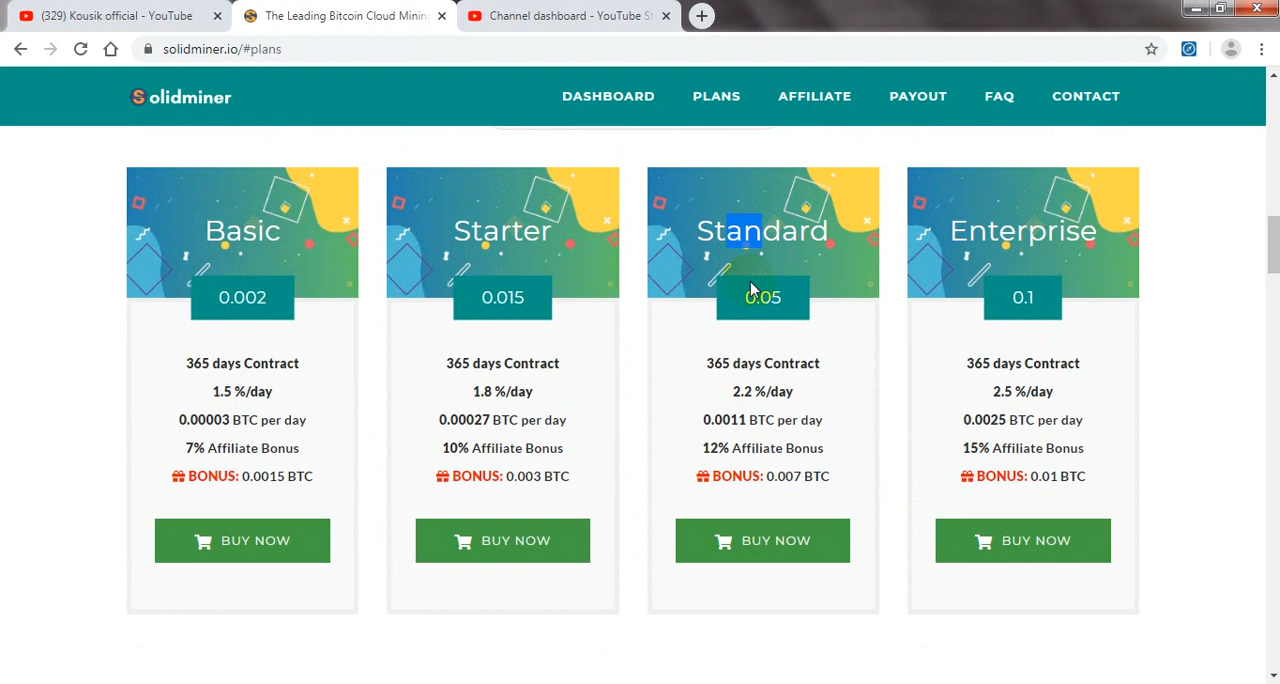 (329) Kousik official - YouTube
The Leading Bitcoin Cloud Minin
Channel dashboard - YouTube S
solidminer.io/#plans
Solidminer
DASHBOARD PLANS AFFILIATE PAYOUT FAQ CONTACT
Basic
0.002
365 days Contract
1.5 %/day
0.00003 BTC per day
7% Affiliate Bonus
BONUS: 0.0015 BTC
BUY NOW
Starter
0.015
365 days Contract
1.8 %/day
0.00027 BTC per day
10% Affiliate Bonus
BONUS: 0.003 BTC
BUY NOW
Standard
0.05
365 days Contract
2.2 %/day
0.0011 BTC per day
12% Affiliate Bonus
BONUS: 0.007 BTC
BUY NOW
Enterprise
0.1
365 days Contract
2.5 %/day
0.0025 BTC per day
15% Affiliate Bonus
BONUS: 0.01 BTC
BUY NOW